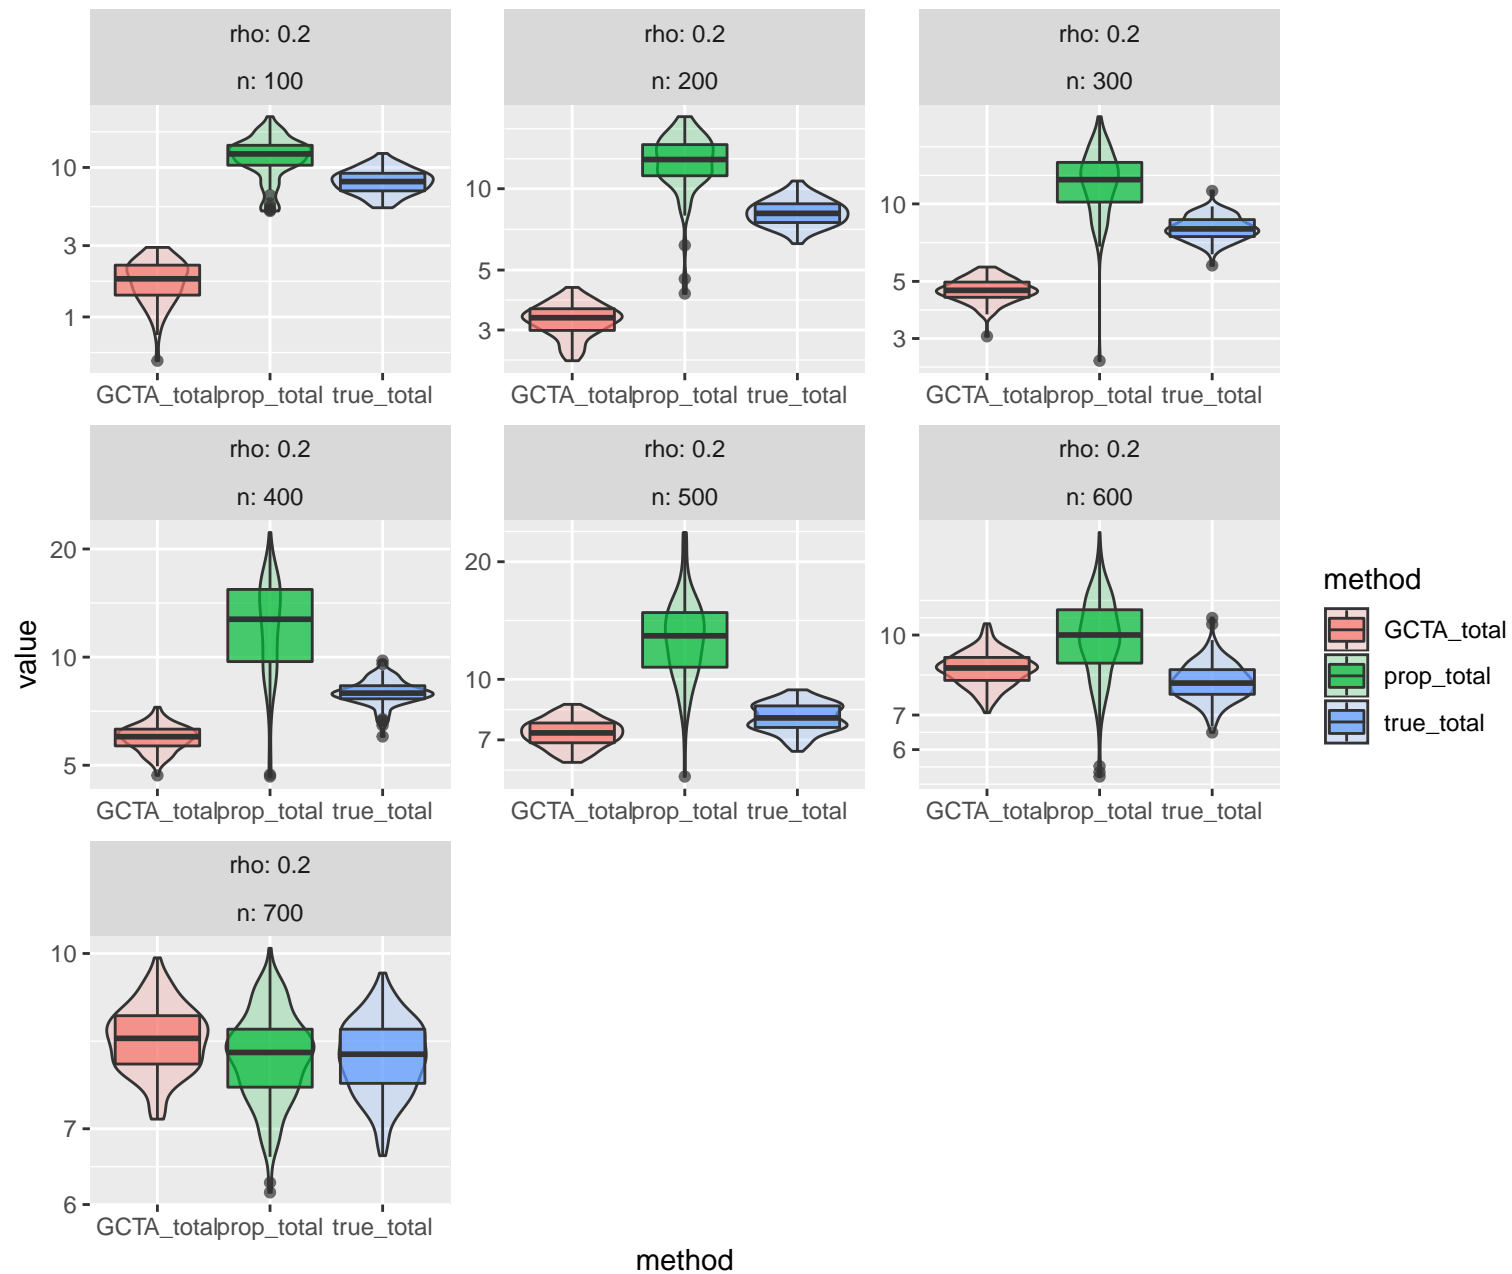 rho: 0.2 rho: 0.2 rho: 0.2
n: 100 n: 200 n: 300
10
3
1
10
5
3
10
5
3
GCTA_total prop_total true_total GCTA_total prop_total true_total GCTA_total prop_total true_total
rho: 0.2 rho: 0.2 rho: 0.2
n: 400 n: 500 n: 600
20
10
5
20
10
7
10
7
6
GCTA_total prop_total true_total GCTA_total prop_total true_total GCTA_total prop_total true_total
rho: 0.2
n: 700
10
7
6
GCTA_total prop_total true_total
value
method
method
GCTA_total
prop_total
true_total